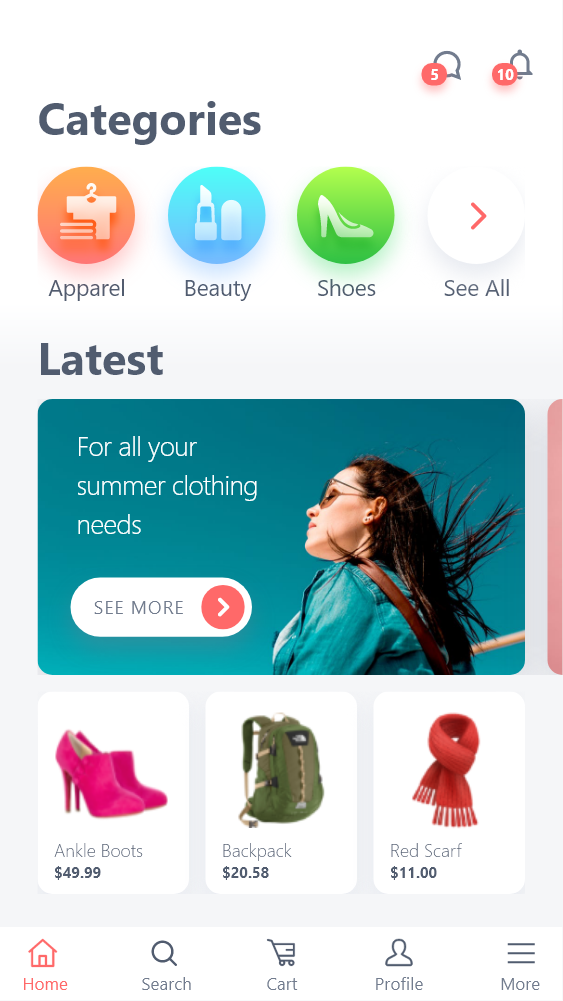 5
10
Categories
Apparel
Beauty
Shoes
See All
Latest
For all your
summer clothing
needs
SEE MORE
Ankle Boots
$49.99
Backpack
$20.58
Red Scarf
$11.00
Home
Search
Cart
Profile
More